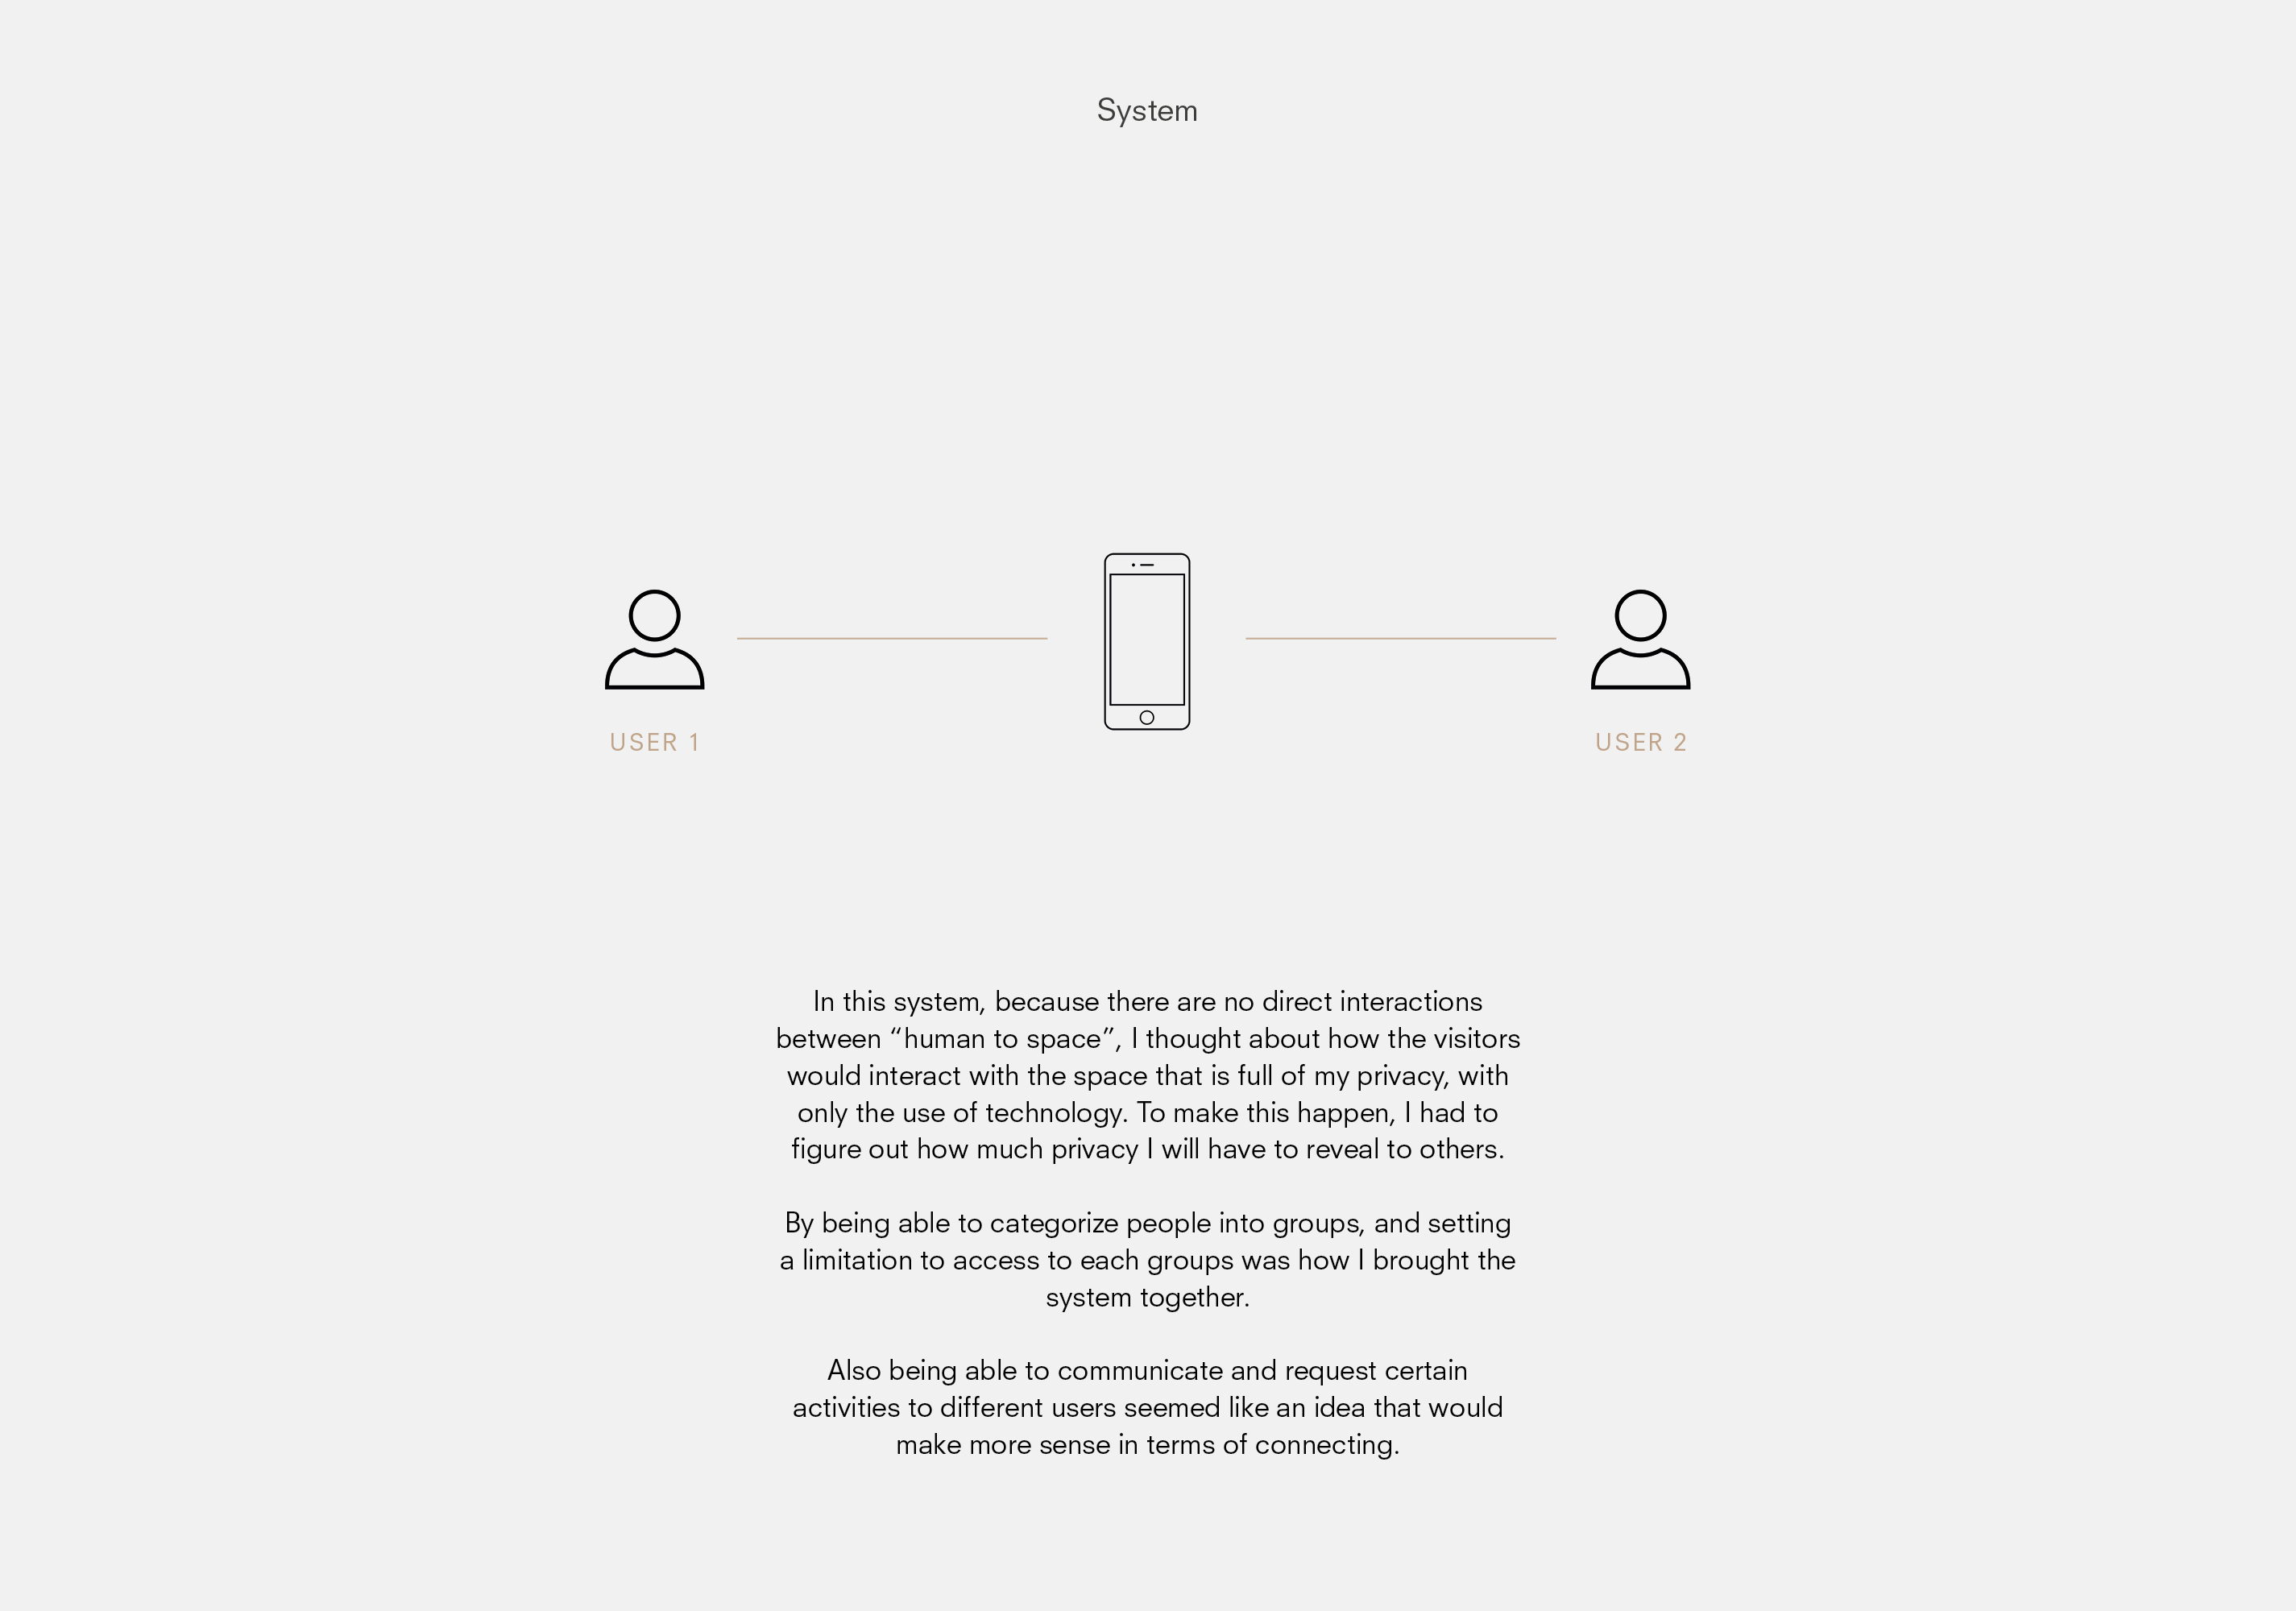 System
USER 1
USER 2
In this system, because there are no direct interactions
between “human to space”, I thought about how the visitors
would interact with the space that is full of my privacy, with
only the use of technology. To make this happen, I had to
figure out how much privacy I will have to reveal to others.
By being able to categorize people into groups, and setting
a limitation to access to each groups was how I brought the
system together.
Also being able to communicate and request certain
activities to different users seemed like an idea that would
make more sense in terms of connecting.